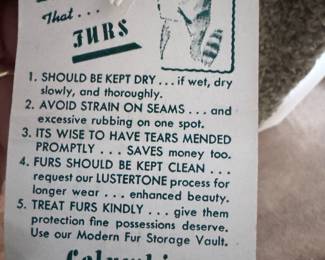 That . . .
FURS
1. SHOULD BE KEPT DRY . . . if wet, dry
slowly, and thoroughly.
2. AVOID STRAIN ON SEAMS . . . and
excessive rubbing on one spot.
3. ITS WISE TO HAVE TEARS MENDED
PROMPTLY . . . SAVES money too.
4. FURS SHOULD BE KEPT CLEAN . . .
request our LUSTERTONE process for
longer wear . . . enhanced beauty.
5. TREAT FURS KINDLY . . . give them
protection fine possessions deserve.
Use our Modern Fur Storage Vault.